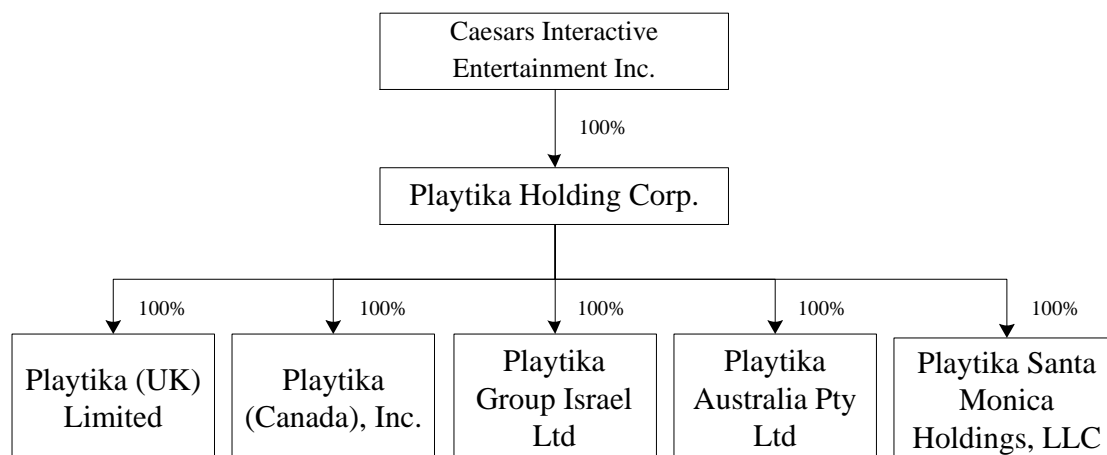 Caesars Interactive
Entertainment Inc.
100%
Playtika Holding Corp.
100%
100%
100%
100%
100%
Playtika (UK)
Limited
Playtika
(Canada), Inc.
Playtika
Group Israel
Ltd
Playtika
Australia Pty
Ltd
Playtika Santa
Monica
Holdings, LLC